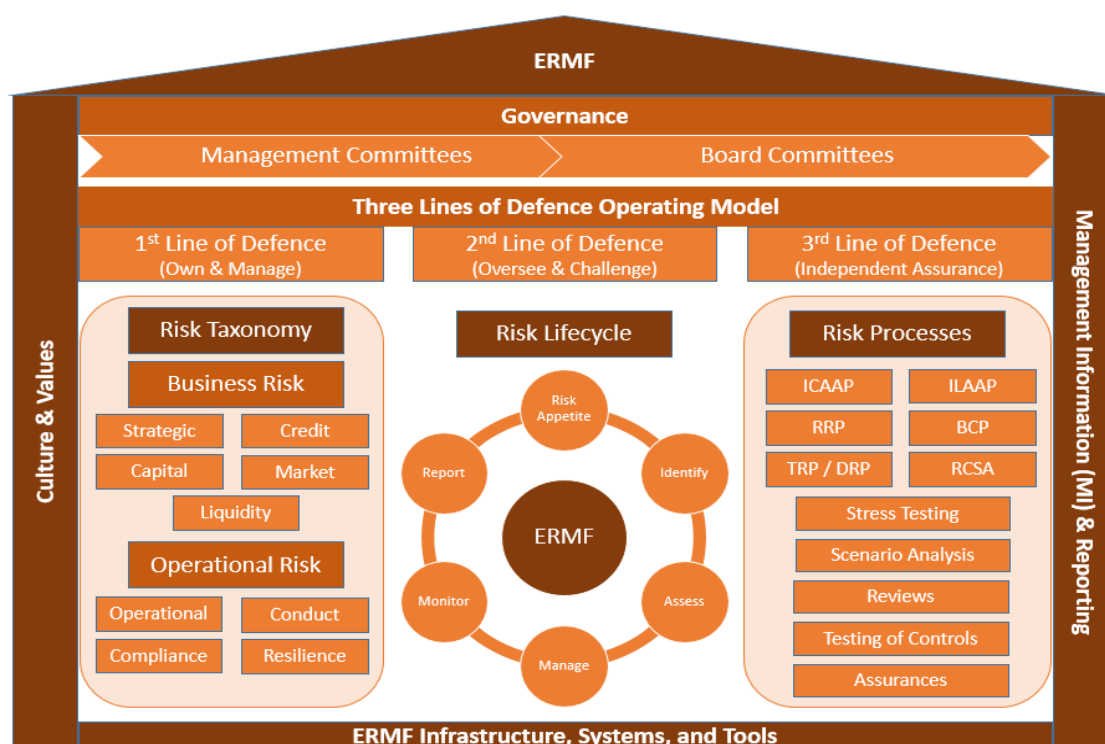 ERMF
Governance
Management Committees
Board Committees
Three Lines of Defence Operating Model
1st Line of Defence
(Own & Manage)
2nd Line of Defence
(Oversee & Challenge)
3rd Line of Defence
(Independent Assurance)
Culture & Values
Risk Taxonomy
Business Risk
Strategic
Credit
Capital
Market
Liquidity
Operational Risk
Operational
Conduct
Compliance
Resilience
Risk Lifecycle
Risk
Appetite
Identify
Assess
Manage
Monitor
Report
ERMF
Risk Processes
ICAAP
ILAAP
RRP
BCP
TRP / DRP
RCSA
Stress Testing
Scenario Analysis
Reviews
Testing of Controls
Assurances
Management Information (MI) & Reporting
ERMF Infrastructure, Systems, and Tools